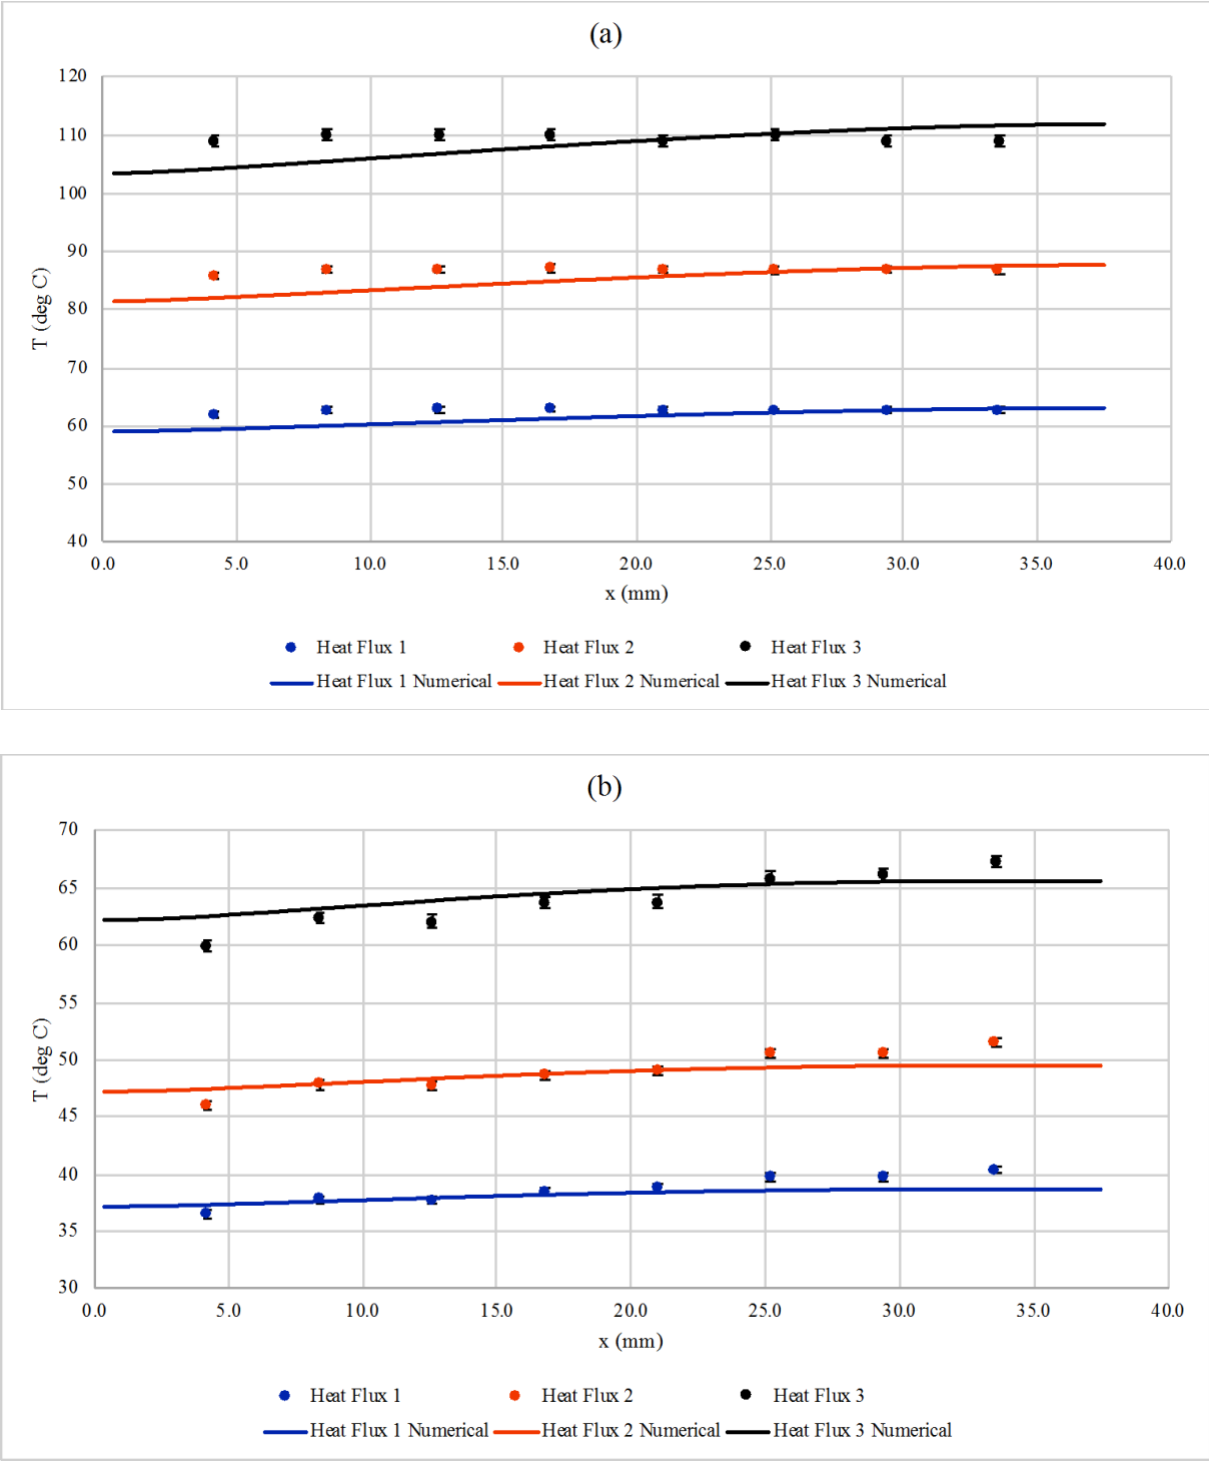 (a)
120
110
100
90
80
70
60
50
40
T (deg C)
0.0 5.0 10.0 15.0 20.0 25.0 30.0 35.0 40.0
x (mm)
Heat Flux 1 Heat Flux 2 Heat Flux 3
Heat Flux 1 Numerical Heat Flux 2 Numerical Heat Flux 3 Numerical
(b)
70
65
60
55
50
45
40
35
30
T (deg C)
0.0 5.0 10.0 15.0 20.0 25.0 30.0 35.0 40.0
x (mm)
Heat Flux 1 Heat Flux 2 Heat Flux 3
Heat Flux 1 Numerical Heat Flux 2 Numerical Heat Flux 3 Numerical